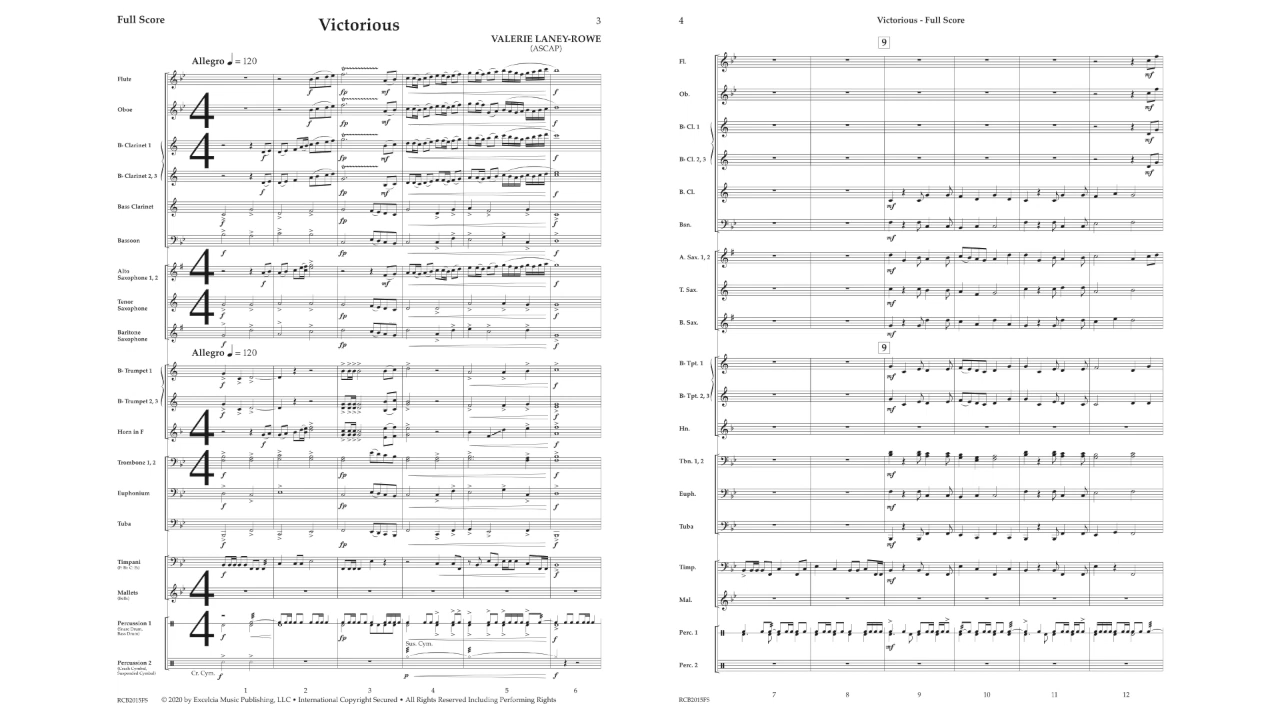 Full Score
Victorious
3
VALERIE LANEY-ROWE
(ASCAP)
Allegro ♩ = 120
Flute
Oboe
B♭ Clarinet 1
B♭ Clarinet 2, 3
Bass Clarinet
Bassoon
Alto
Saxophone 1, 2
Tenor
Saxophone
Baritone
Saxophone
Allegro ♩ = 120
B♭ Trumpet 1
B♭ Trumpet 2, 3
Horn in F
Trombone 1, 2
Euphonium
Tuba
Timpani
Mallets
(Bells)
Percussion 1
(Snare Drum,
Bass Drum)
Sus. Cym.
Percussion 2
(Crash Cymbal,
Suspended Cymbal)
Cr. Cym.
1 2 3 4 5 6
RCB2015FS © 2020 by Excelcia Music Publishing, LLC • International Copyright Secured • All Rights Reserved Including Performing Rights
4
Victorious - Full Score
9
Fl.
Ob.
B♭ Cl. 1
B♭ Cl. 2, 3
B. Cl.
Bsn.
A. Sax. 1, 2
T. Sax.
B. Sax.
9
B♭ Tpt. 1
B♭ Tpt. 2, 3
Hn.
Tbn. 1, 2
Euph.
Tuba
Timp.
Mal.
Perc. 1
Perc. 2
7 8 9 10 11 12
RCB2015FS